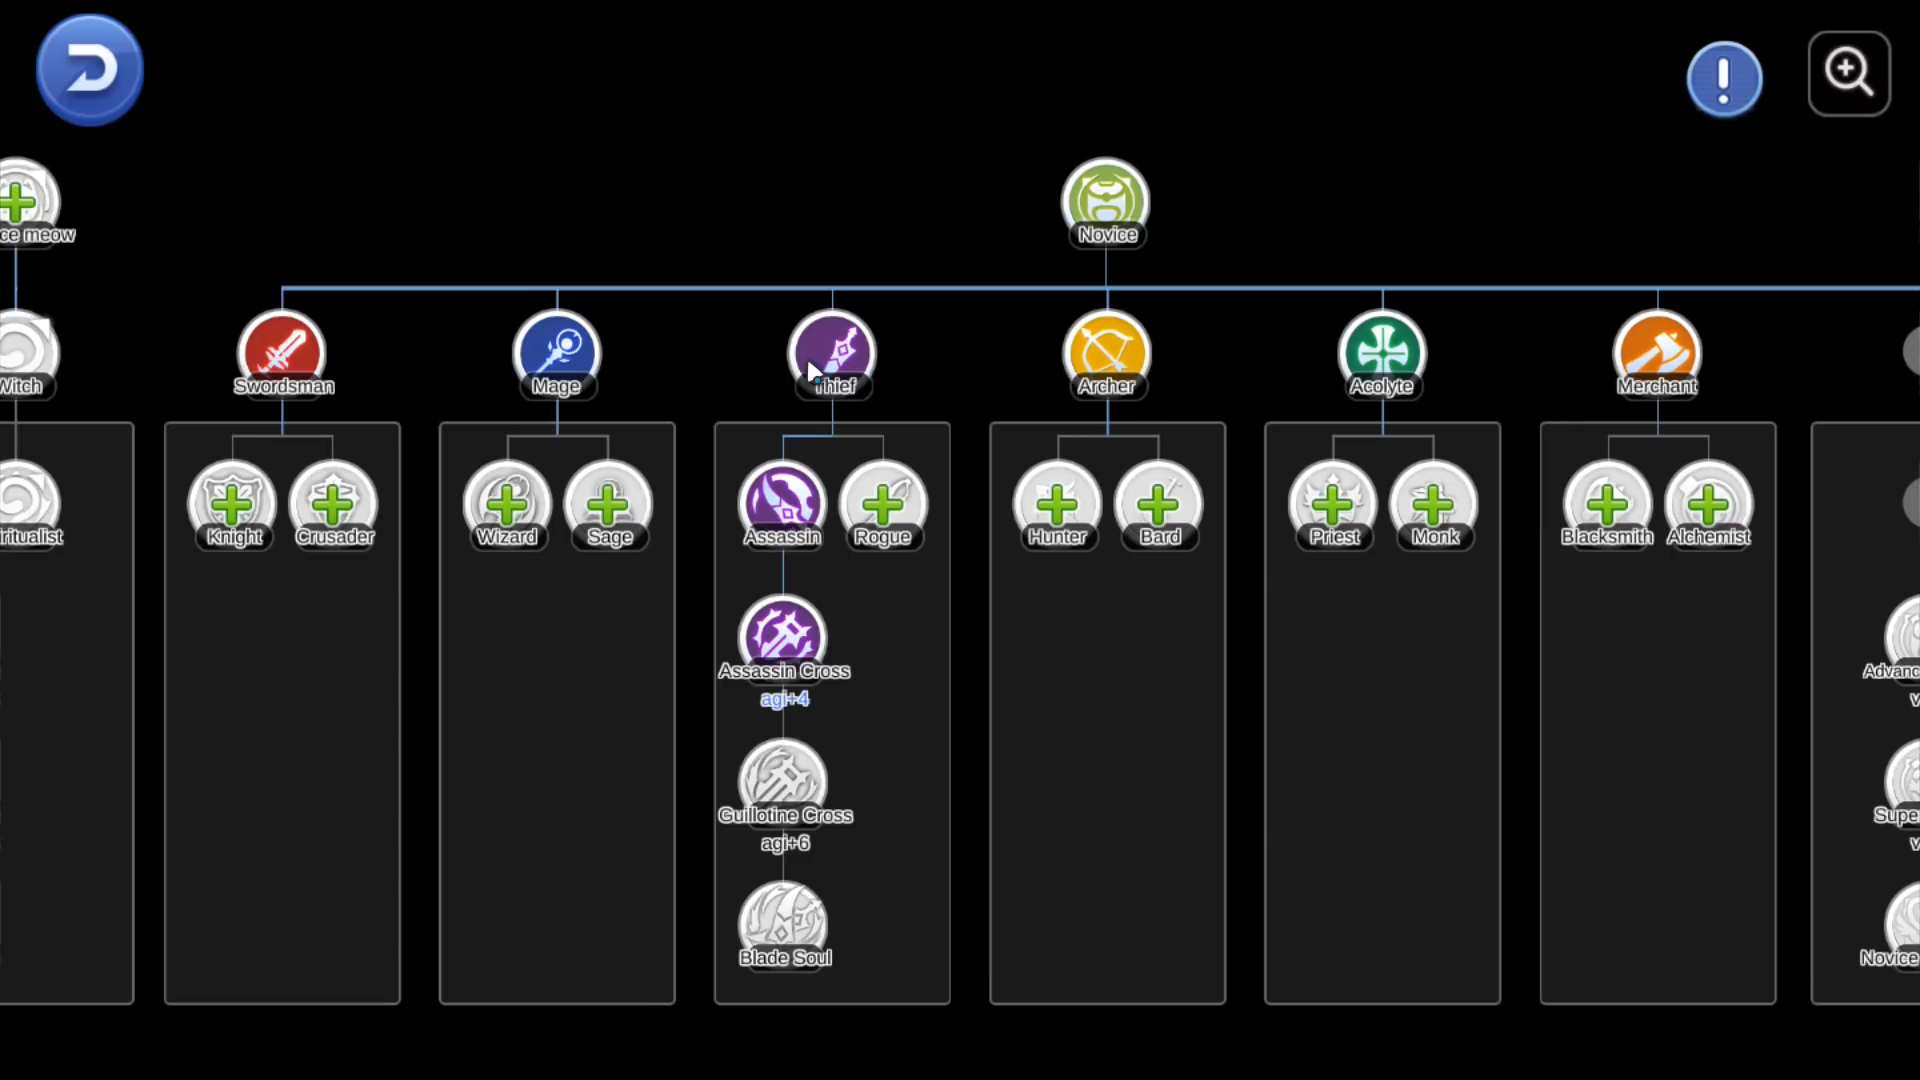 Novice
ce meow
Witch
Swordsman
Mage
Thief
Archer
Acolyte
Merchant
iritualist
Knight
Crusader
Wizard
Sage
Assassin
Rogue
Hunter
Bard
Priest
Monk
Blacksmith
Alchemist
Assassin Cross
agi+4
Advanc
v
Guillotine Cross
agi+6
Supe
v
Blade Soul
Novice